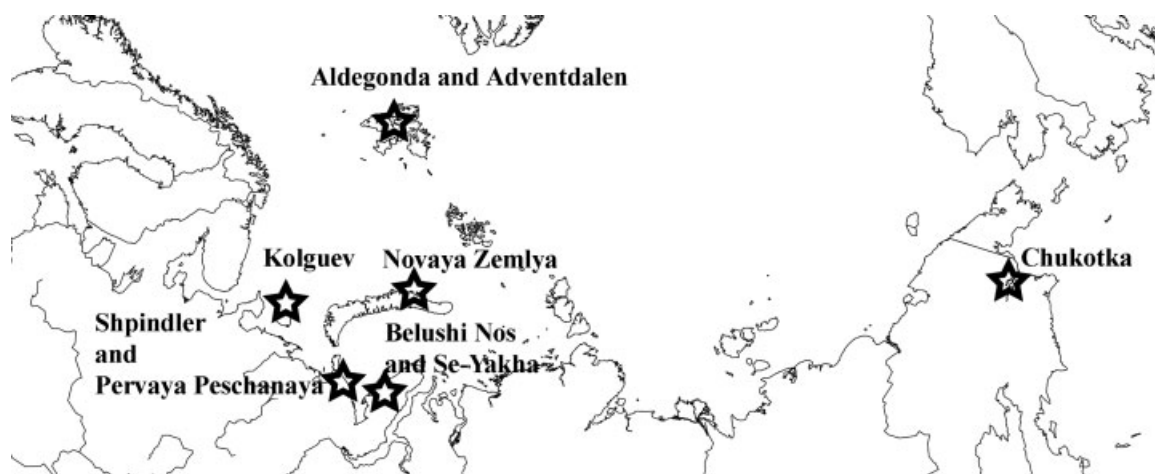 Aldegonda and Adventdalen
Kolguev
Novaya Zemlya
Chukotka
Shpindler
and
Pervaya Peschanaya
Belushi Nos
and Se-Yakha